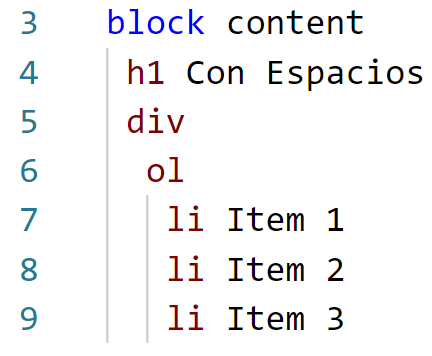 3 block content
4 h1 Con Espacios
5 div
6 ol
7 li Item 1
8 li Item 2
9 li Item 3